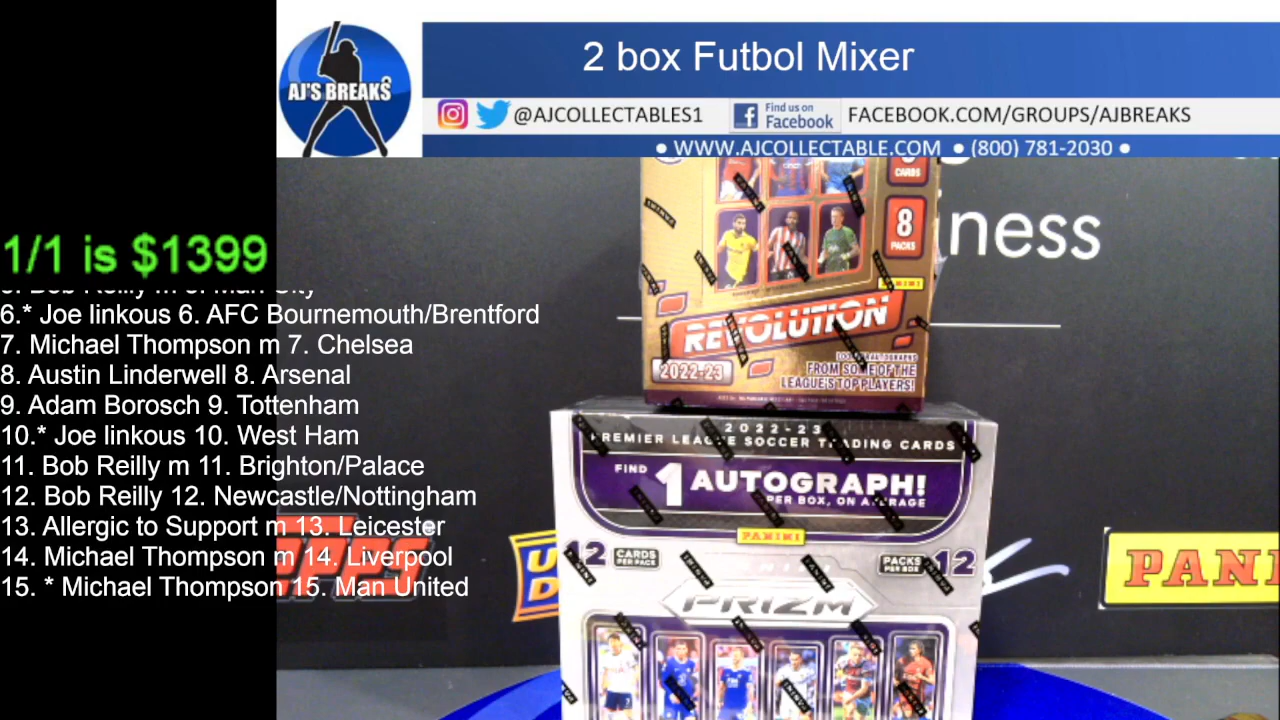 2 box Futbol Mixer
AJ'S BREAKS
@AJCOLLECTABLES1
Find us on
Facebook
FACEBOOK.COM/GROUPS/AJBREAKS
• WWW.AJCOLLECTABLE.COM • (800) 781-2030 •
1/1 is $1399
6.* Joe linkous 6. AFC Bournemouth/Brentford
7. Michael Thompson m 7. Chelsea
8. Austin Linderwell 8. Arsenal
9. Adam Borosch 9. Tottenham
10.* Joe linkous 10. West Ham
11. Bob Reilly m 11. Brighton/Palace
12. Bob Reilly 12. Newcastle/Nottingham
13. Allergic to Support m 13. Leicester
14. Michael Thompson m 14. Liverpool
15. * Michael Thompson 15. Man United
CARDS
8
PACKS
ness
PANINI
REVOLUTION
2022-23
FROM SOME OF THE
LEAGUE'S TOP PLAYERS!
2022-23
PREMIER LEAGUE SOCCER TRADING CARDS
FIND
1 AUTOGRAPH!
PER BOX, ON AVERAGE
PANINI
12 CARDS
PER PACK
PACKS
PER BOX 12
PANINI
PRIZM
U
D
PANI